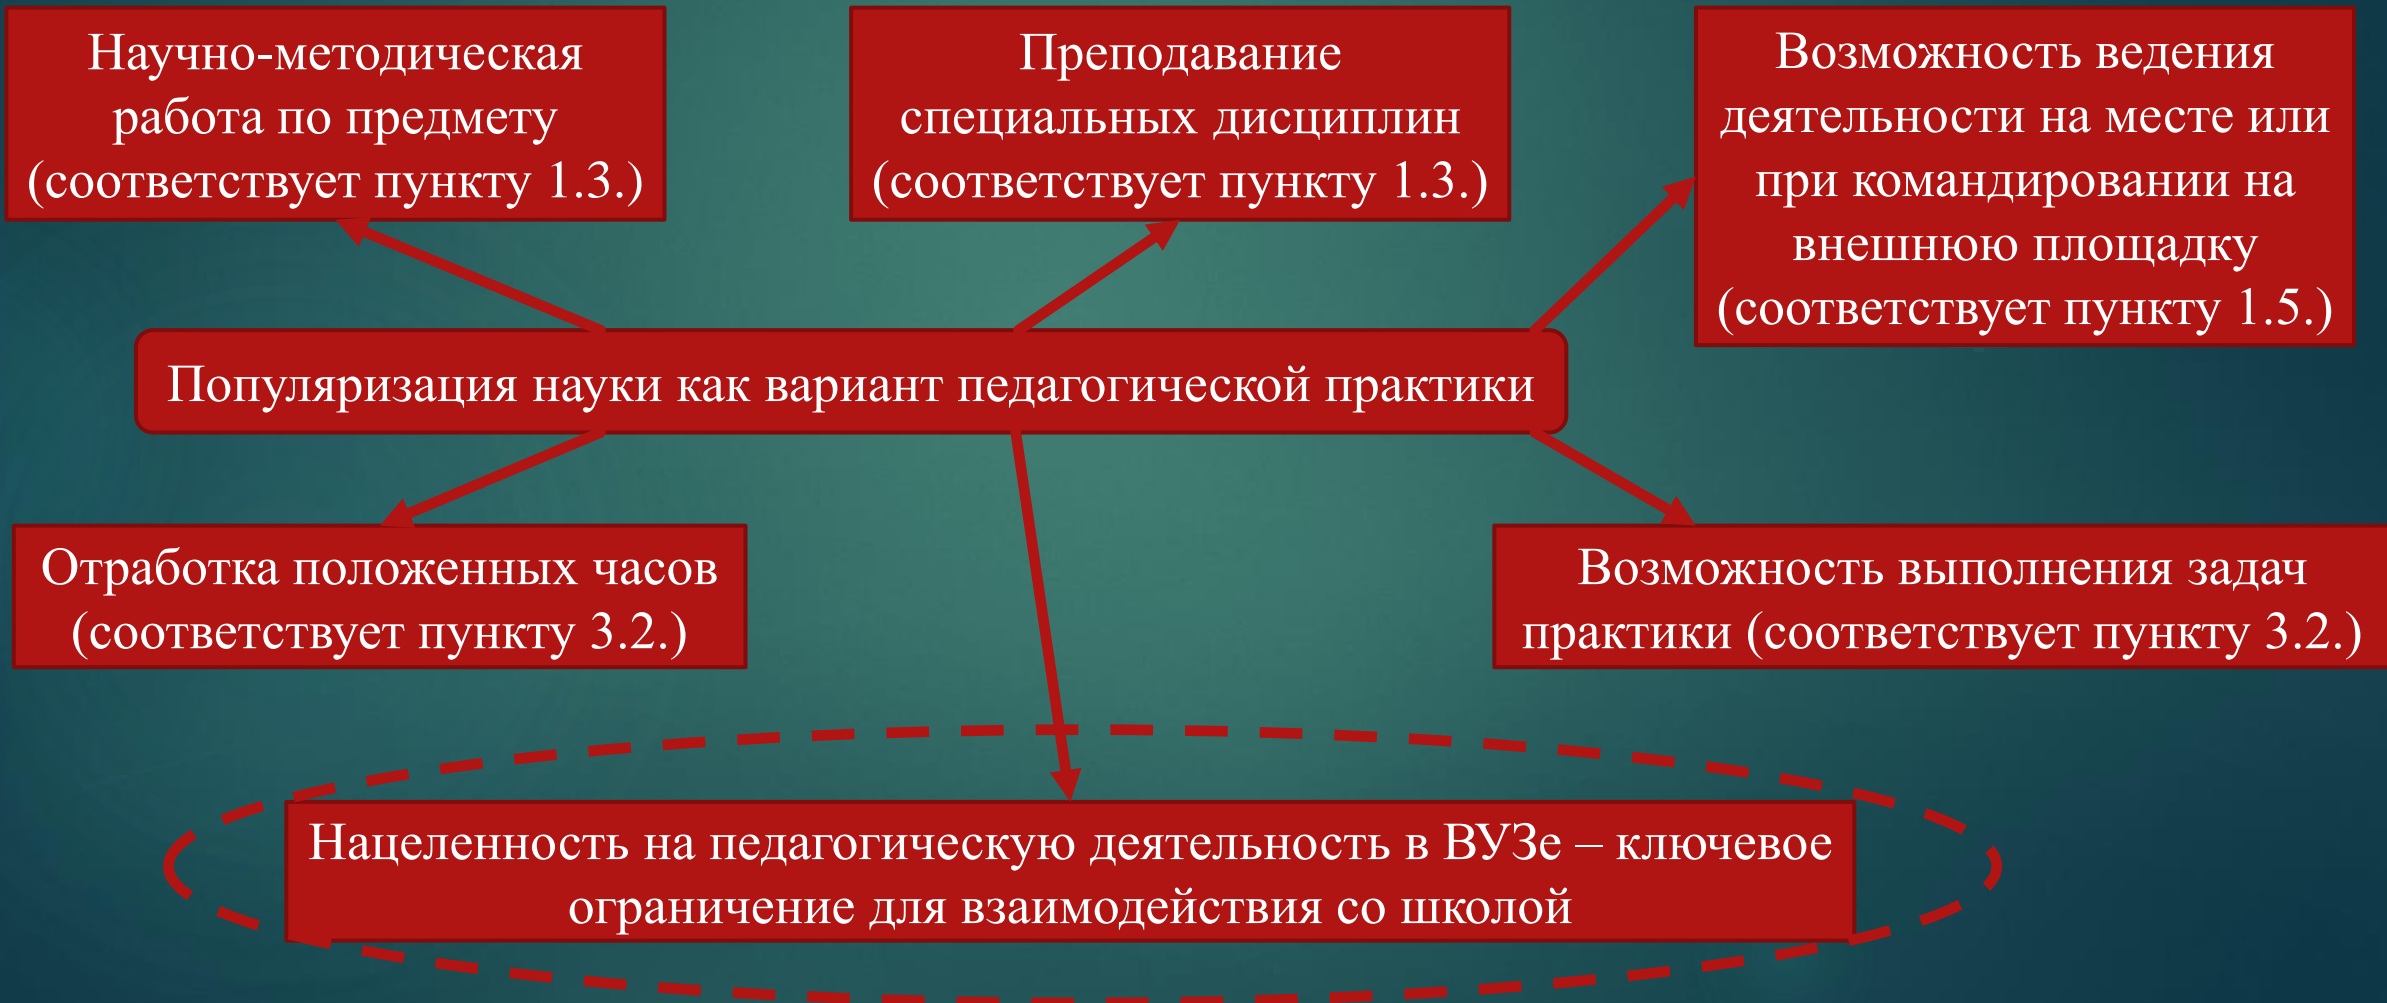 Научно-методическая
работа по предмету
(соответствует пункту 1.3.)
Преподавание
специальных дисциплин
(соответствует пункту 1.3.)
Возможность ведения
деятельности на месте или
при командировании на
внешнюю площадку
(соответствует пункту 1.5.)
Популяризация науки как вариант педагогической практики
Отработка положенных часов
(соответствует пункту 3.2.)
Возможность выполнения задач
практики (соответствует пункту 3.2.)
Нацеленность на педагогическую деятельность в ВУЗе – ключевое
ограничение для взаимодействия со школой